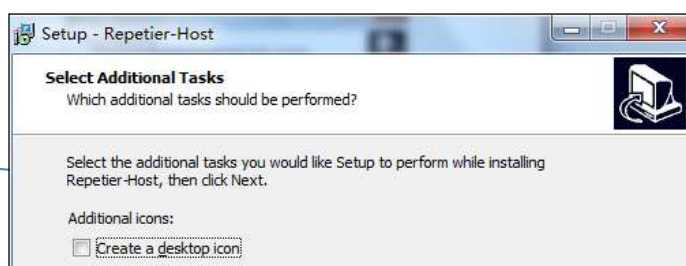 Setup - Repetier-Host
Select Additional Tasks
Which additional tasks should be performed?
Select the additional tasks you would like Setup to perform while installing
Repetier-Host, then click Next.
Additional icons:
Create a desktop icon